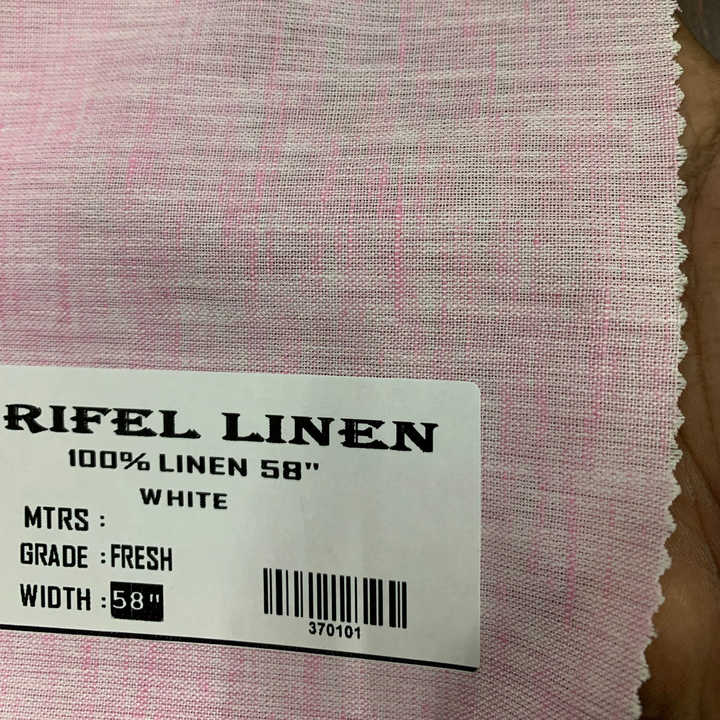 RIFEL LINEN
100% LINEN 58"
WHITE
MTRS :
GRADE : FRESH
WIDTH : 58"
370101